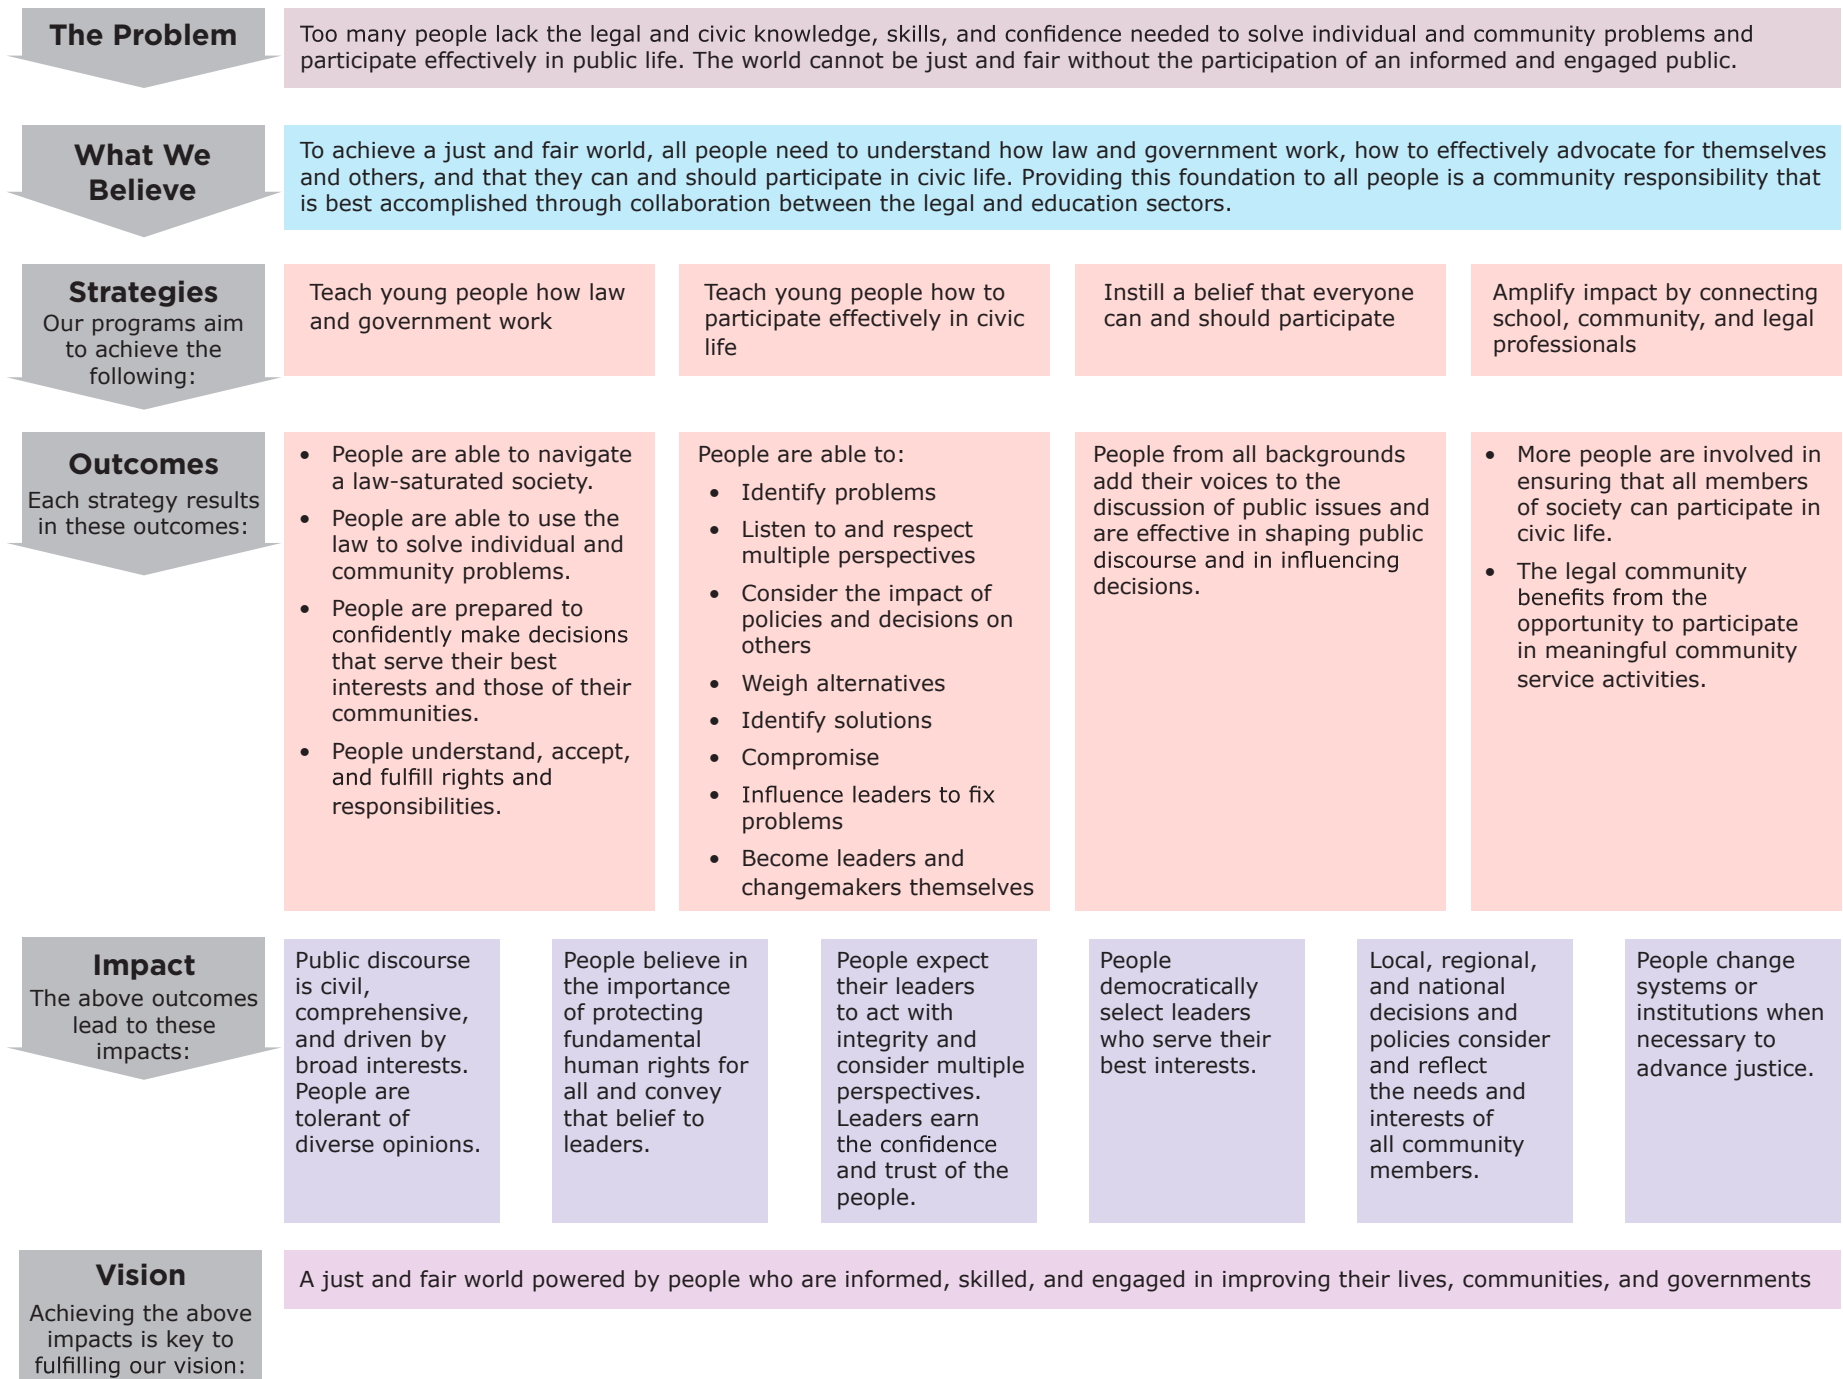 The Problem
Too many people lack the legal and civic knowledge, skills, and confidence needed to solve individual and community problems and
participate effectively in public life. The world cannot be just and fair without the participation of an informed and engaged public.
What We
Believe
To achieve a just and fair world, all people need to understand how law and government work, how to effectively advocate for themselves
and others, and that they can and should participate in civic life. Providing this foundation to all people is a community responsibility that
is best accomplished through collaboration between the legal and education sectors.
Strategies
Our programs aim
to achieve the
following:
Teach young people how law
and government work
Teach young people how to
participate effectively in civic
life
Instill a belief that everyone
can and should participate
Amplify impact by connecting
school, community, and legal
professionals
Outcomes
Each strategy results
in these outcomes:
• People are able to navigate
a law-saturated society.
• People are able to use the
law to solve individual and
community problems.
• People are prepared to
confidently make decisions
that serve their best
interests and those of their
communities.
• People understand, accept,
and fulfill rights and
responsibilities.
People are able to:
• Identify problems
• Listen to and respect
multiple perspectives
• Consider the impact of
policies and decisions on
others
• Weigh alternatives
• Identify solutions
• Compromise
• Influence leaders to fix
problems
• Become leaders and
changemakers themselves
People from all backgrounds
add their voices to the
discussion of public issues and
are effective in shaping public
discourse and in influencing
decisions.
• More people are involved in
ensuring that all members
of society can participate in
civic life.
• The legal community
benefits from the
opportunity to participate
in meaningful community
service activities.
Impact
The above outcomes
lead to these
impacts:
Public discourse
is civil,
comprehensive,
and driven by
broad interests.
People are
tolerant of
diverse opinions.
People believe in
the importance
of protecting
fundamental
human rights for
all and convey
that belief to
leaders.
People expect
their leaders
to act with
integrity and
consider multiple
perspectives.
Leaders earn
the confidence
and trust of the
people.
People
democratically
select leaders
who serve their
best interests.
Local, regional,
and national
decisions and
policies consider
and reflect
the needs and
interests of
all community
members.
People change
systems or
institutions when
necessary to
advance justice.
Vision
Achieving the above
impacts is key to
fulfilling our vision:
A just and fair world powered by people who are informed, skilled, and engaged in improving their lives, communities, and governments